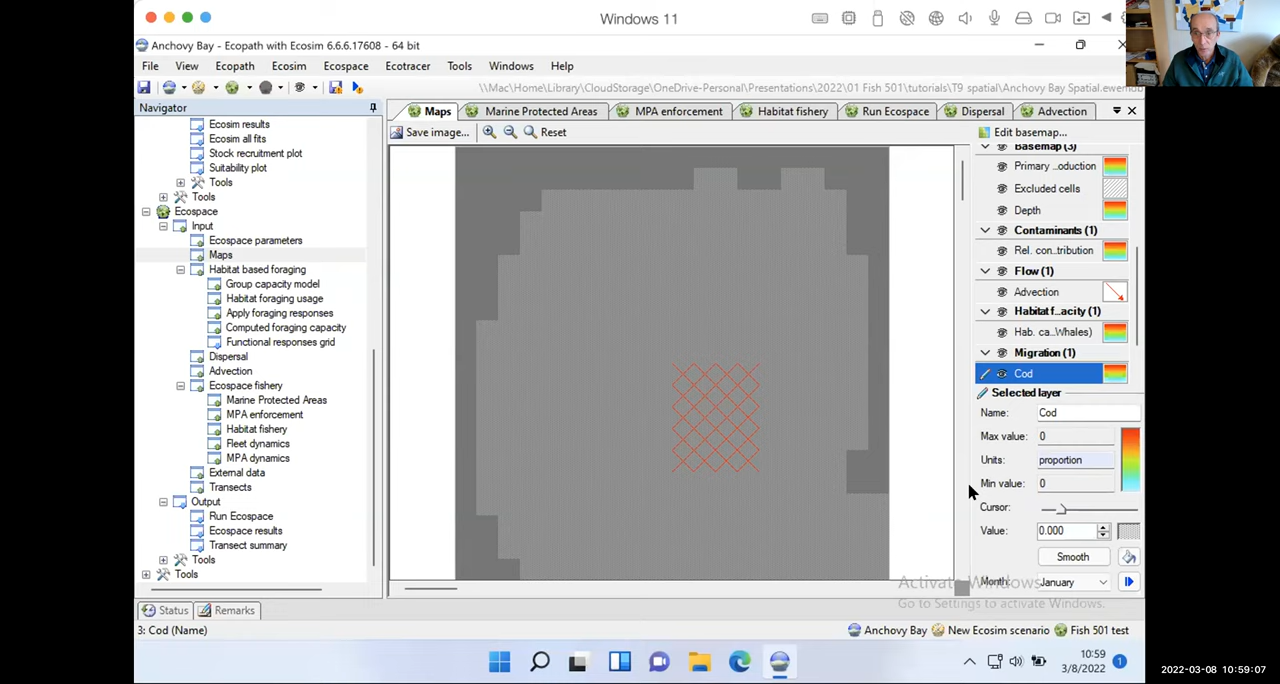 Windows 11
Anchovy Bay - Ecopath with Ecosim 6.6.6.17608 - 64 bit
File View Ecopath Ecosim Ecospace Ecotracer Tools Windows Help
\\Mac\Home\Library\CloudStorage\OneDrive-Personal\Presentations\2022\01 Fish 501\tutorials\T9 spatial\Anchovy Bay Spatial.ewemdb
Navigator
Maps Marine Protected Areas MPA enforcement Habitat fishery Run Ecospace Dispersal Advection
Save image... Reset Edit basemap...
Ecosim results
Ecosim all fits
Stock recruitment plot
Suitability plot
Tools
Tools
Ecospace
Input
Ecospace parameters
Maps
Habitat based foraging
Group capacity model
Habitat foraging usage
Apply foraging responses
Computed foraging capacity
Functional responses grid
Dispersal
Advection
Ecospace fishery
Marine Protected Areas
MPA enforcement
Habitat fishery
Fleet dynamics
MPA dynamics
External data
Transects
Output
Run Ecospace
Ecospace results
Transect summary
Tools
Tools
Basemap (3)
Primary ...oduction
Excluded cells
Depth
Contaminants (1)
Rel. con...tribution
Flow (1)
Advection
Habitat f...acity (1)
Hab. ca...Whales)
Migration (1)
Cod
Selected layer
Name: Cod
Max value: 0
Units: proportion
Min value: 0
Cursor:
Value: 0.000
Smooth
Month: January
Activate Windows
Go to Settings to activate Windows.
Status Remarks
3: Cod (Name) Anchovy Bay New Ecosim scenario Fish 501 test
10:59
3/8/2022 1
2022-03-08 10:59:07